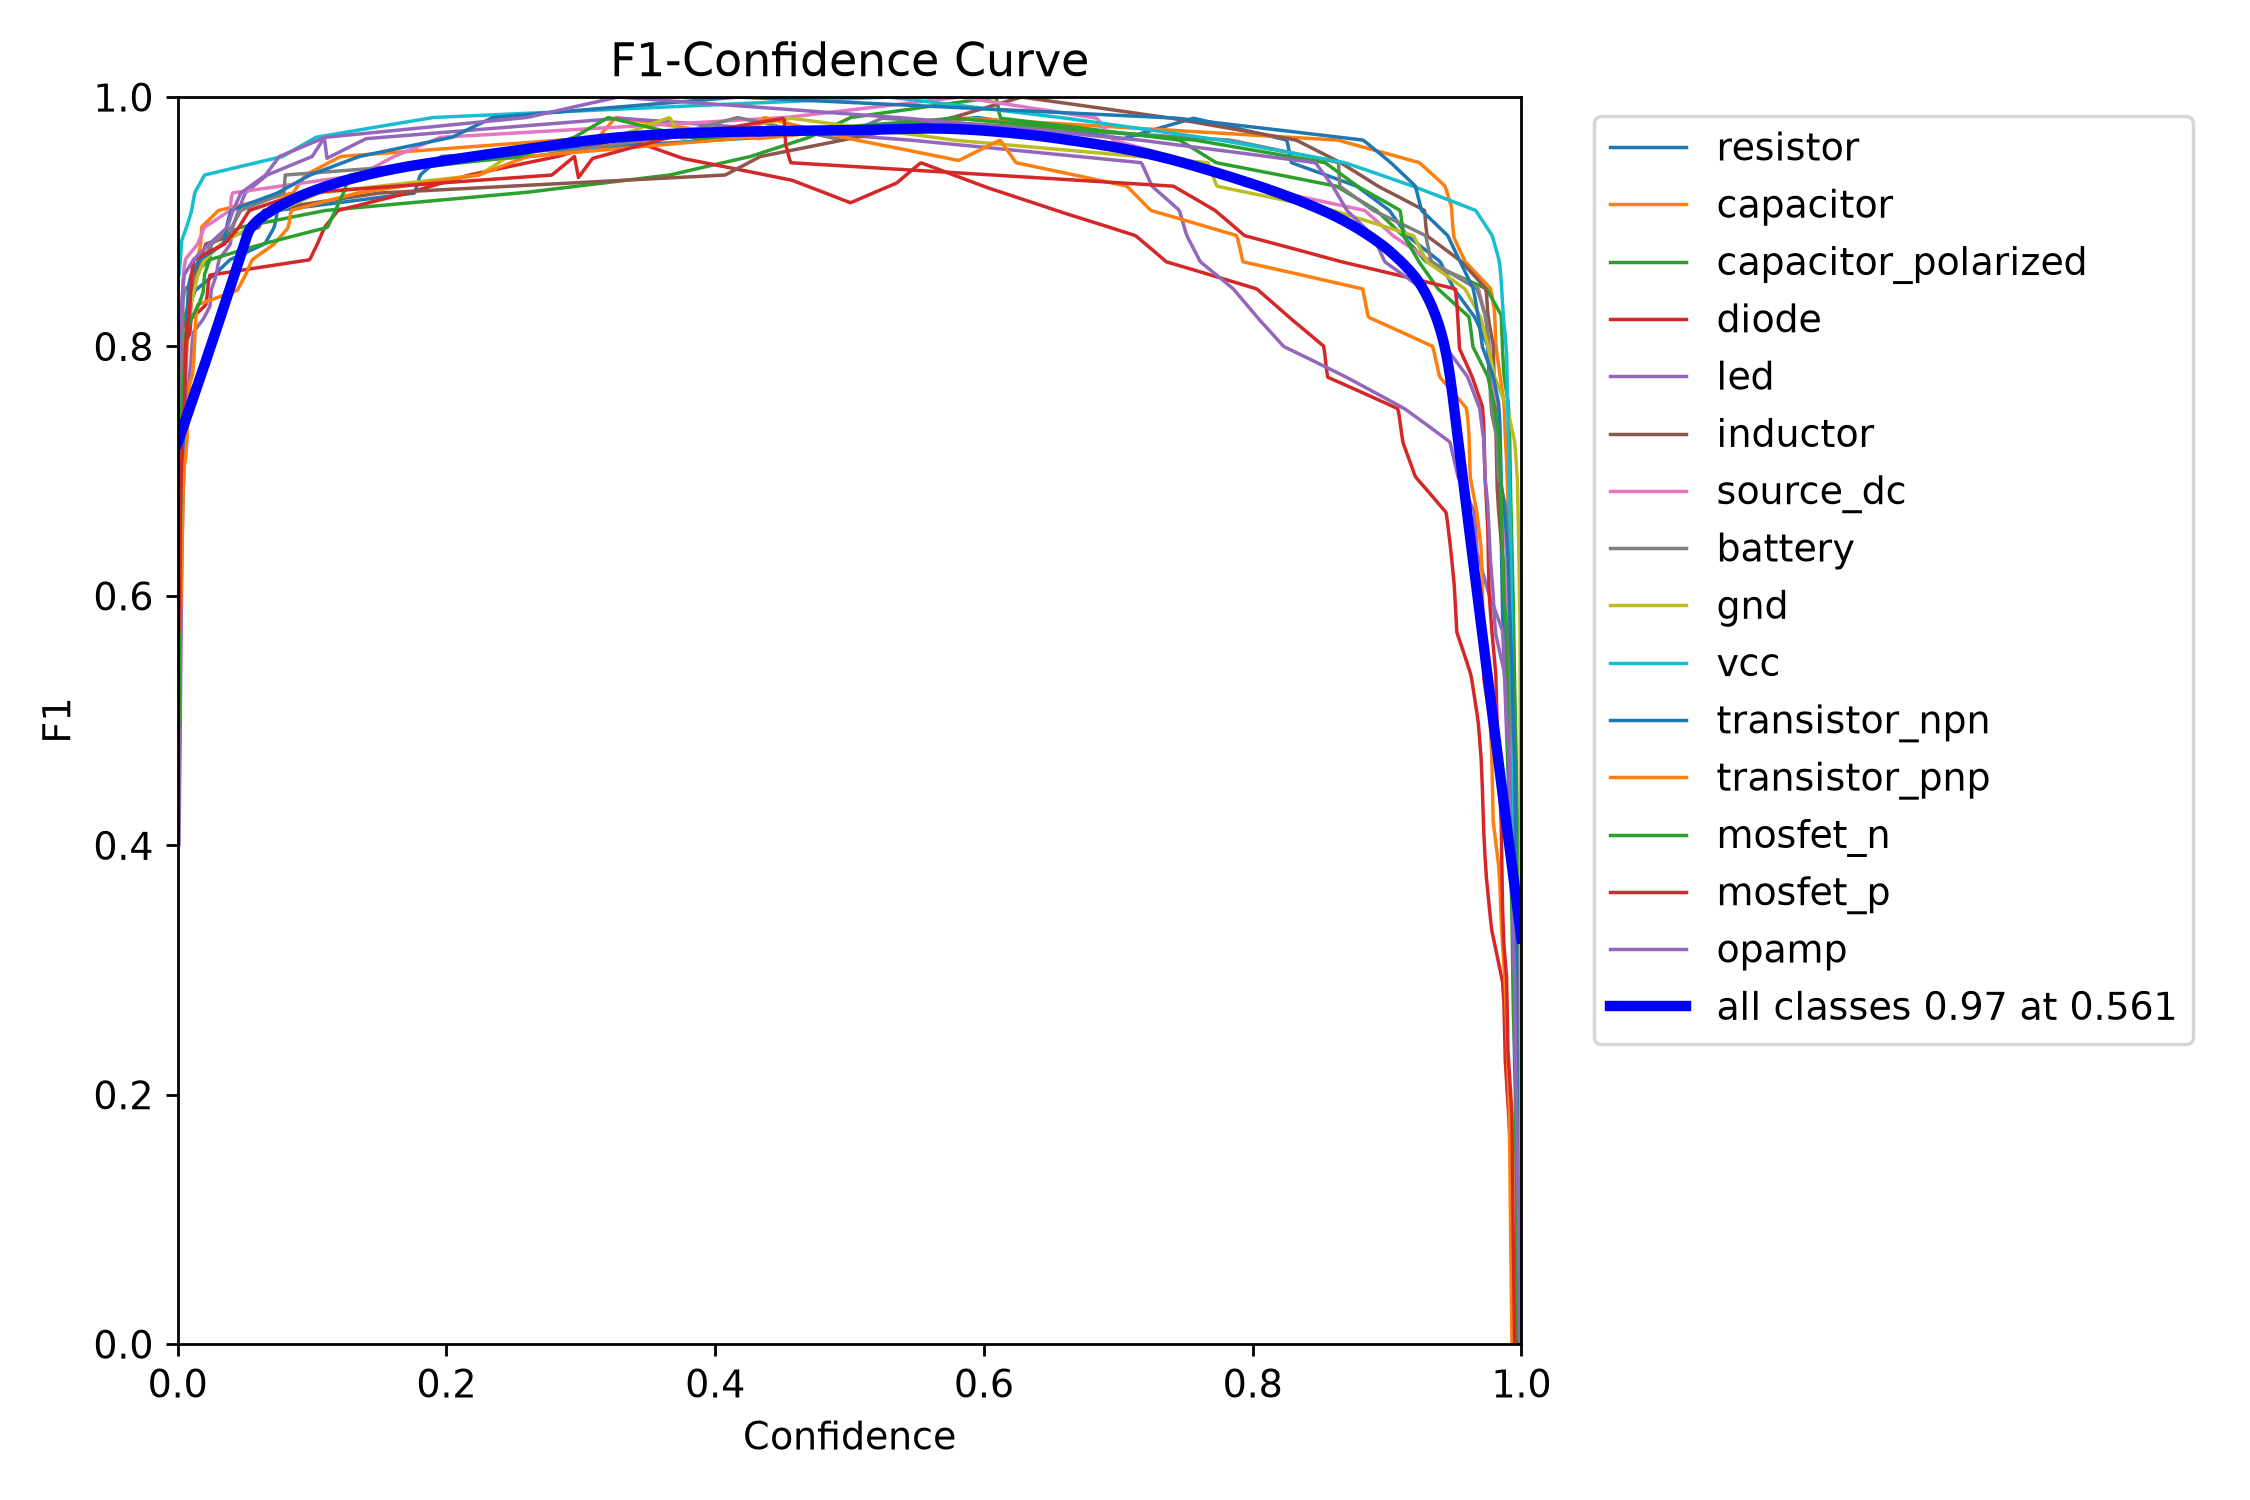 F1-Confidence Curve
1.0
0.8
0.6
0.4
0.2
0.0
F1
0.0 0.2 0.4 0.6 0.8 1.0
Confidence
resistor
capacitor
capacitor_polarized
diode
led
inductor
source_dc
battery
gnd
vcc
transistor_npn
transistor_pnp
mosfet_n
mosfet_p
opamp
all classes 0.97 at 0.561